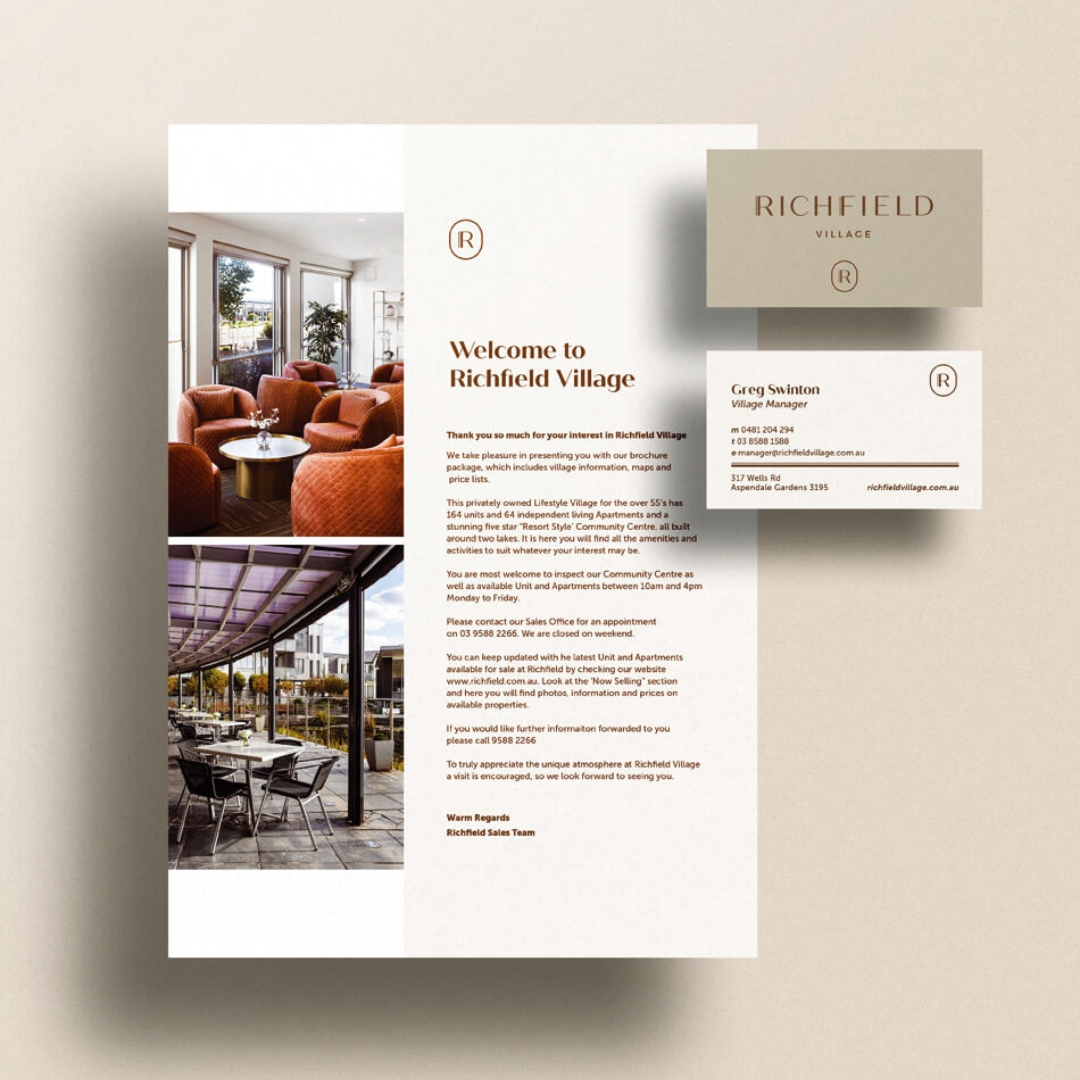 R
Welcome to
Richfield Village
Thank you so much for your interest in Richfield Village
We take pleasure in presenting you with our brochure
package, which includes village information, maps and
price lists.
This privately owned Lifestyle Village for the over 55's has
164 units and 64 independent living Apartments and a
stunning five star "Resort Style' Community Centre, all built
around two lakes. It is here you will find all the amenities and
activities to suit whatever your interest may be.
You are most welcome to inspect our Community Centre as
well as available Unit and Apartments between 10am and 4pm
Monday to Friday.
Please contact our Sales Office for an appointment
on 03 9588 2266. We are closed on weekend.
You can keep updated with he latest Unit and Apartments
available for sale at Richfield by checking our website
www.richfield.com.au. Look at the 'Now Selling" section
and here you will find photos, information and prices on
available properties.
If you would like further informaiton forwarded to you
please call 9588 2266
To truly appreciate the unique atmosphere at Richfield Village
a visit is encouraged, so we look forward to seeing you.
Warm Regards
Richfield Sales Team
RICHFIELD
VILLAGE
R
R
Greg Swinton
Village Manager
m 0481 204 294
t 03 8588 1588
e manager@richfieldvillage.com.au
317 Wells Rd
Aspendale Gardens 3195
richfieldvillage.com.au